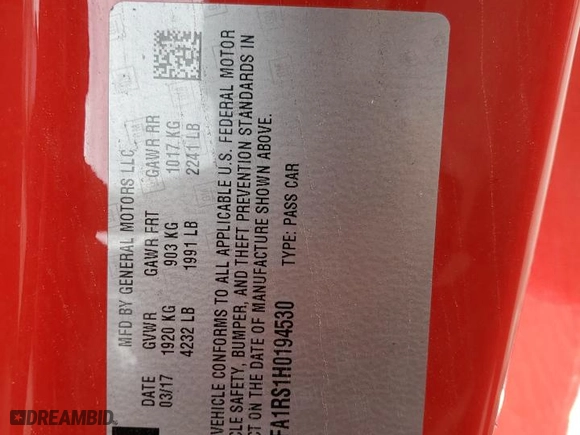 MFD BY GENERAL MOTORS LLC
DATE GVWR GAWR FRT GAWR RR
03/17 1920 KG 903 KG 1017 KG
4232 LB 1991 LB 2241 LB
VEHICLE CONFORMS TO ALL APPLICABLE U.S. FEDERAL MOTOR
CLE SAFETY, BUMPER, AND THEFT PREVENTION STANDARDS IN
CT ON THE DATE OF MANUFACTURE SHOWN ABOVE.
FA1RS1H0194530 TYPE: PASS CAR
DREAMBID.COM